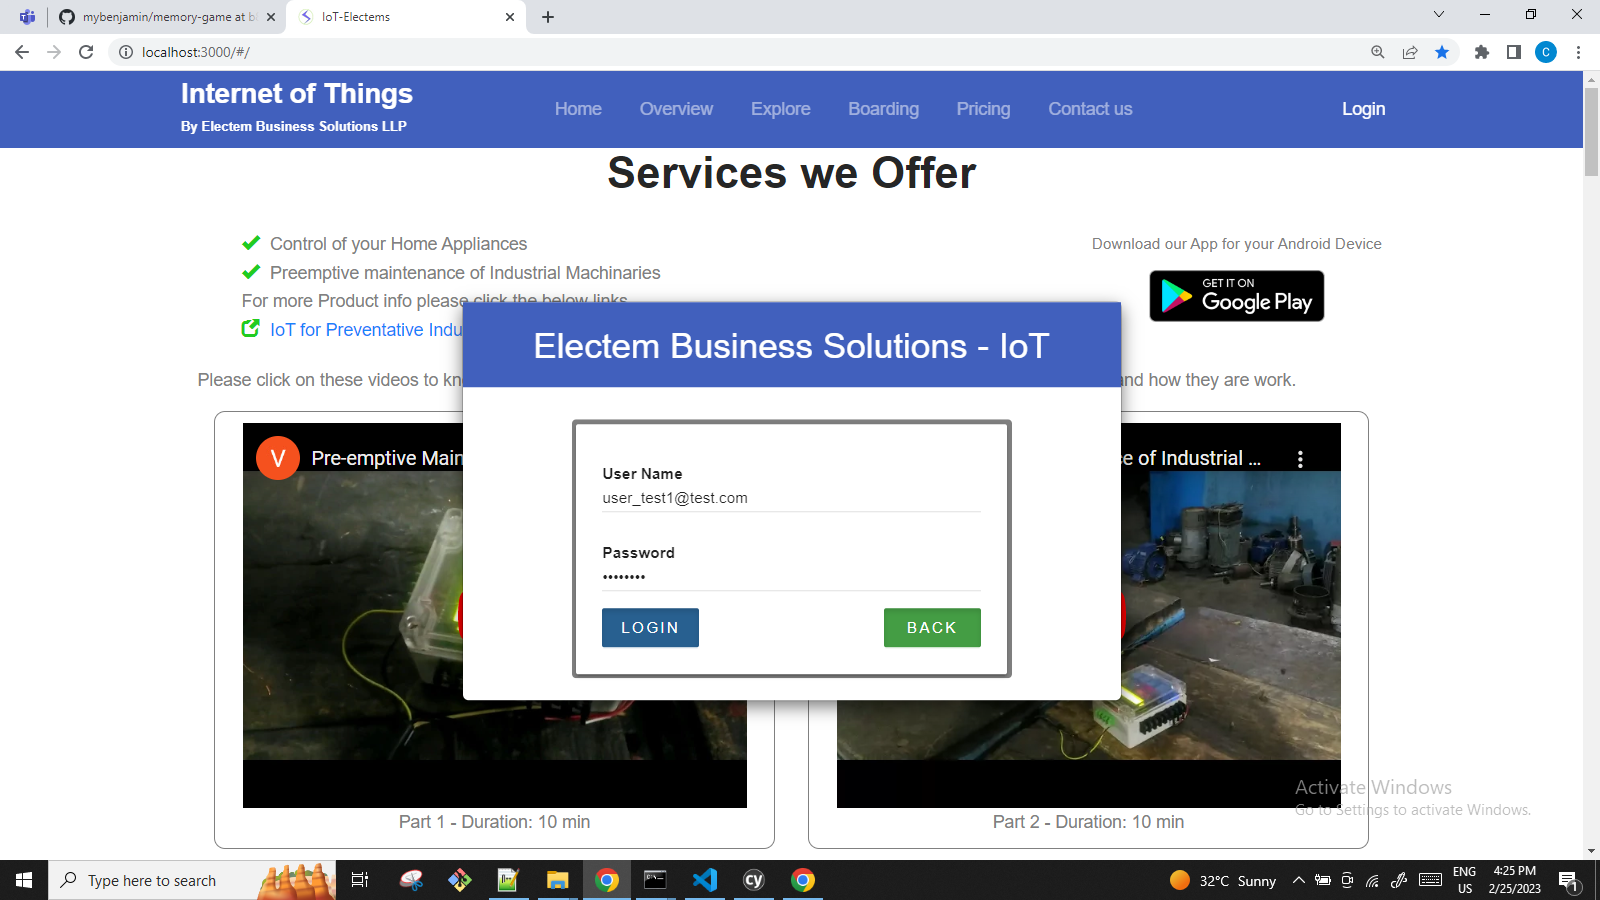 mybenjamin/memory-game at b
IoT-Electems
localhost:3000/#/
C
Internet of Things
By Electem Business Solutions LLP
Home Overview Explore Boarding Pricing Contact us Login
Services we Offer
Control of your Home Appliances
Preemptive maintenance of Industrial Machinaries
For more Product info please click the below links
IoT for Preventative Indu
Download our App for your Android Device
GET IT ON
Google Play
Please click on these videos to kn
nd how they are work.
V Pre-emptive Main
e of Industrial ...
Electem Business Solutions - IoT
User Name
user_test1@test.com
Password
••••••••
LOGIN BACK
Part 1 - Duration: 10 min
Part 2 - Duration: 10 min
Activate Windows
Go to Settings to activate Windows.
Type here to search
cy
32°C Sunny
ENG
US
4:25 PM
2/25/2023
1